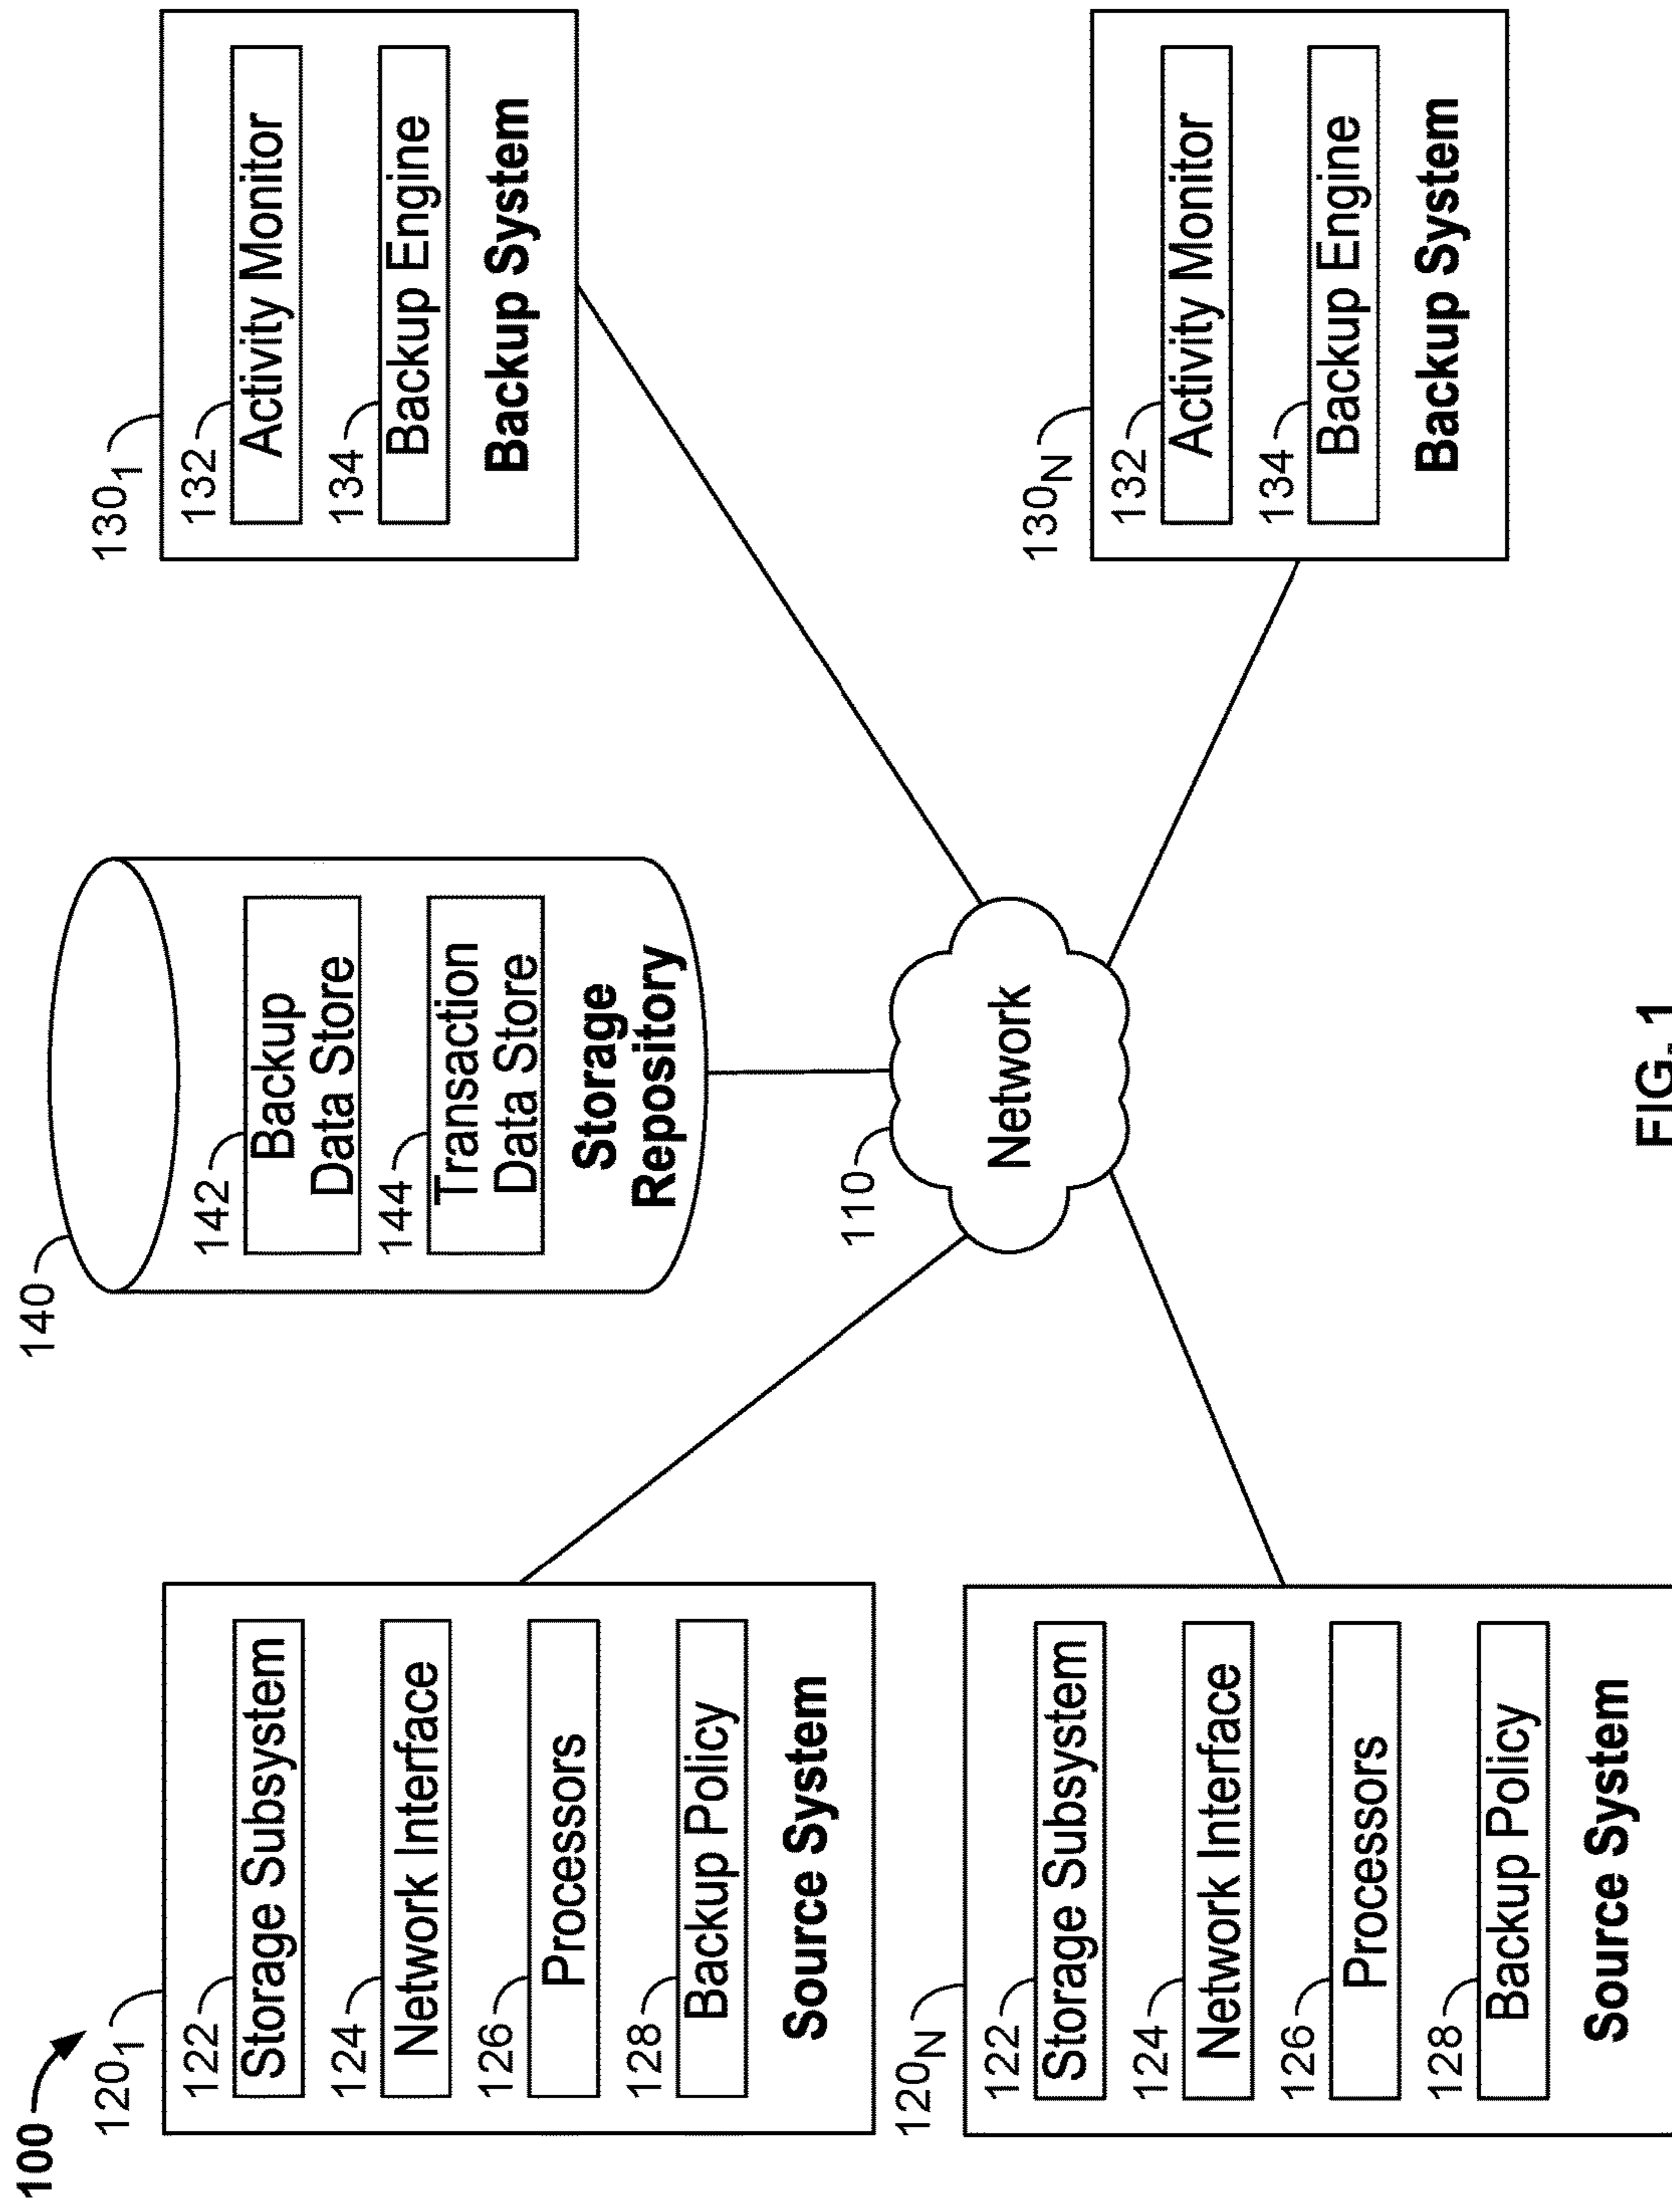 100
120₁
122
Storage Subsystem
124
Network Interface
126
Processors
128
Backup Policy
Source System
120ₙ
122
Storage Subsystem
124
Network Interface
126
Processors
128
Backup Policy
Source System
140
142
Backup
Data Store
144
Transaction
Data Store
Storage
Repository
110
Network
130₁
132
Activity Monitor
134
Backup Engine
Backup System
130ₙ
132
Activity Monitor
134
Backup Engine
Backup System
FIG. 1